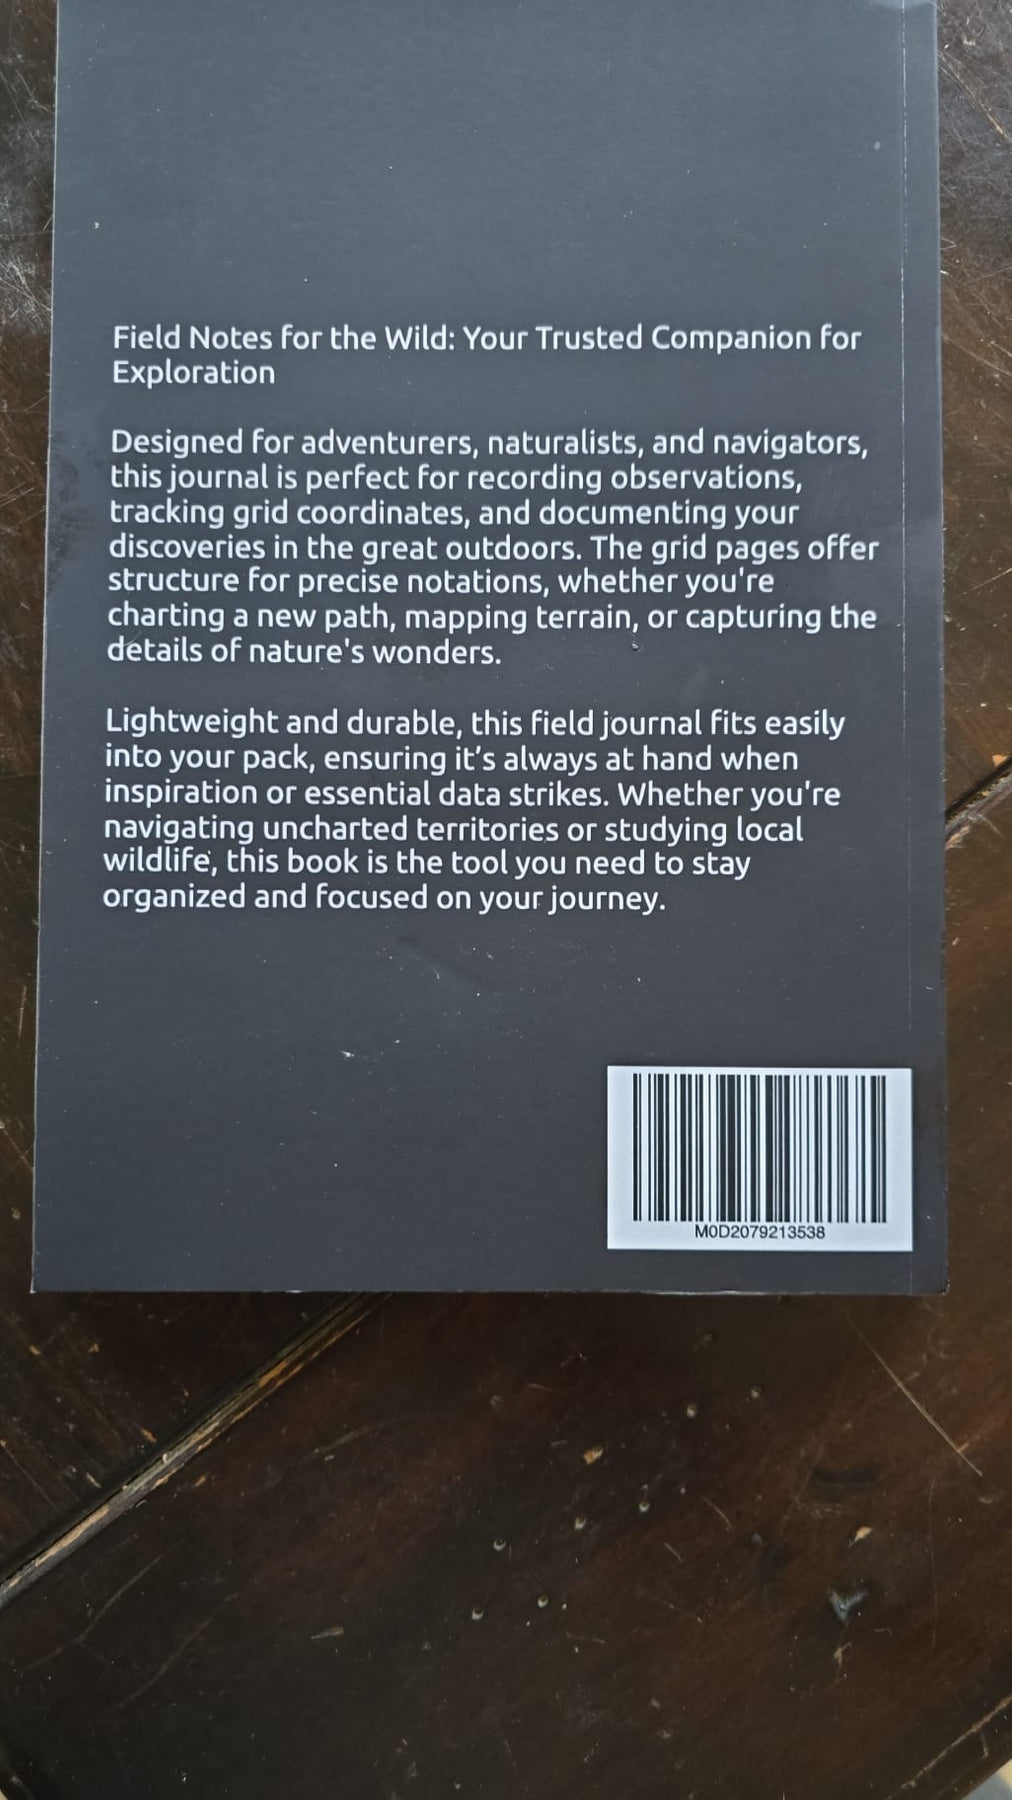 Field Notes for the Wild: Your Trusted Companion for
Exploration
Designed for adventurers, naturalists, and navigators,
this journal is perfect for recording observations,
tracking grid coordinates, and documenting your
discoveries in the great outdoors. The grid pages offer
structure for precise notations, whether you're
charting a new path, mapping terrain, or capturing the
details of nature's wonders.
Lightweight and durable, this field journal fits easily
into your pack, ensuring it’s always at hand when
inspiration or essential data strikes. Whether you're
navigating uncharted territories or studying local
wildlife, this book is the tool you need to stay
organized and focused on your journey.
M0D2079213538